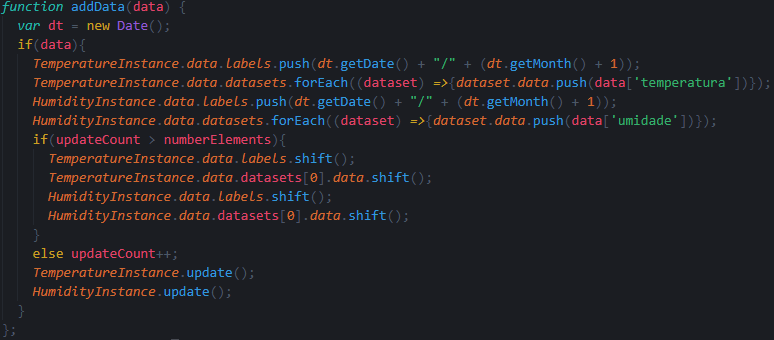 function addData(data) {
  var dt = new Date();
  if(data){
    TemperatureInstance.data.labels.push(dt.getDate() + "/" + (dt.getMonth() + 1));
    TemperatureInstance.data.datasets.forEach((dataset) =>{dataset.data.push(data['temperatura'])});
    HumidityInstance.data.labels.push(dt.getDate() + "/" + (dt.getMonth() + 1));
    HumidityInstance.data.datasets.forEach((dataset) =>{dataset.data.push(data['umidade'])});
    if(updateCount > numberElements){
      TemperatureInstance.data.labels.shift();
      TemperatureInstance.data.datasets[0].data.shift();
      HumidityInstance.data.labels.shift();
      HumidityInstance.data.datasets[0].data.shift();
    }
    else updateCount++;
    TemperatureInstance.update();
    HumidityInstance.update();
  }
};